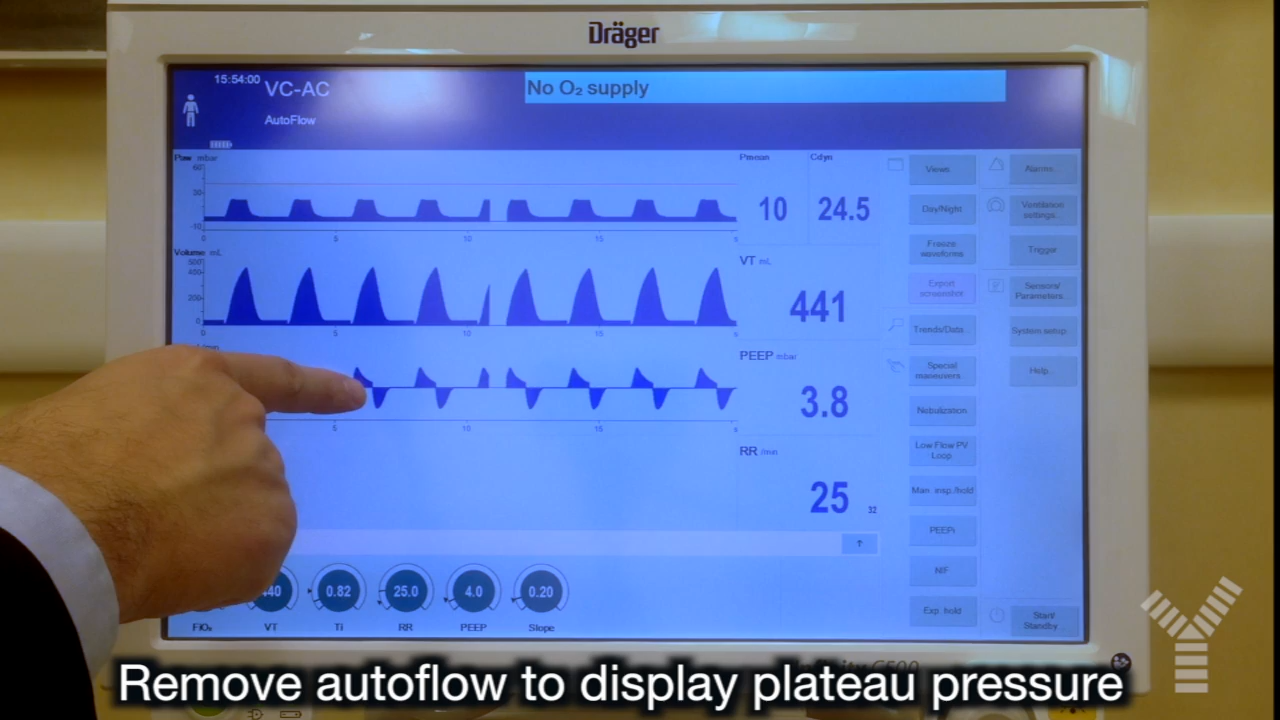 Dräger
15:54:00
VC-AC
No O₂ supply
AutoFlow
Paw mbar
60
30
-10
0
5
10
15
s
Pmean
10
Cdyn
24.5
Volume mL
400
200
0
0
5
10
15
s
VT mL
441
/min
5
10
15
s
PEEP mbar
3.8
RR /min
25
32
Views
Day/Night
Freeze
waveforms
Export
screenshot
Trends/Data...
Special
maneuvers...
Nebulization
Low Flow PV
Loop
Man. insp./hold
PEEPi
NIF
Exp. hold
Alarms...
Ventilation
settings...
Trigger
Sensors/
Parameters...
System setup...
Help...
Start/
Standby...
40
0.82
25.0
4.0
0.20
FiO₂
VT
Ti
RR
PEEP
Slope
C500
Remove autoflow to display plateau pressure